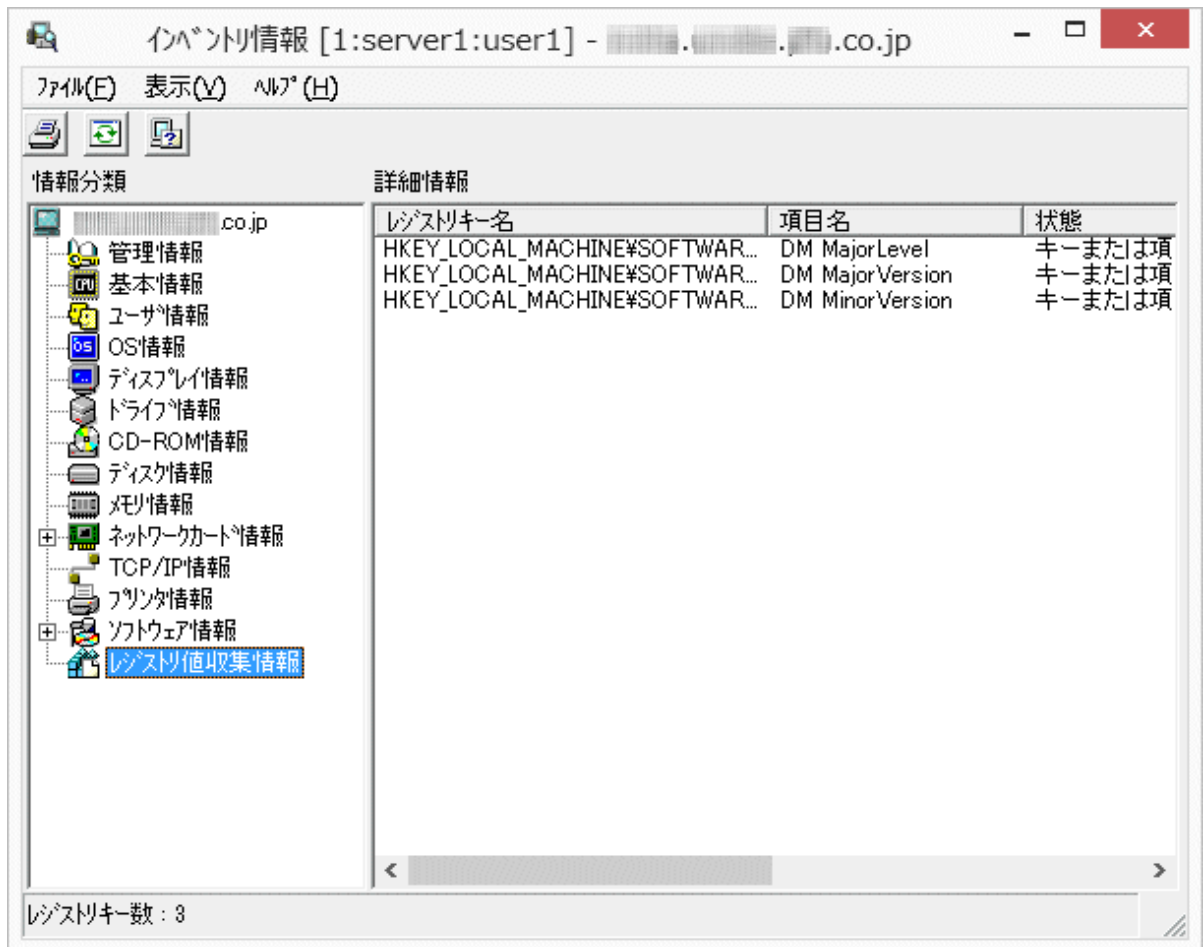 インベントリ情報 [1:server1:user1] - .co.jp
ファイル(F) 表示(V) ヘルプ(H)
情報分類
詳細情報
.co.jp
管理情報
基本情報
ユーザ情報
OS情報
ディスプレイ情報
ドライブ情報
CD-ROM情報
ディスク情報
メモリ情報
ネットワークカード情報
TCP/IP情報
プリンタ情報
ソフトウェア情報
レジストリ値収集情報
レジストリキー名 項目名 状態
HKEY_LOCAL_MACHINE¥SOFTWAR... DM MajorLevel キーまたは項
HKEY_LOCAL_MACHINE¥SOFTWAR... DM MajorVersion キーまたは項
HKEY_LOCAL_MACHINE¥SOFTWAR... DM MinorVersion キーまたは項
レジストリキー数 : 3